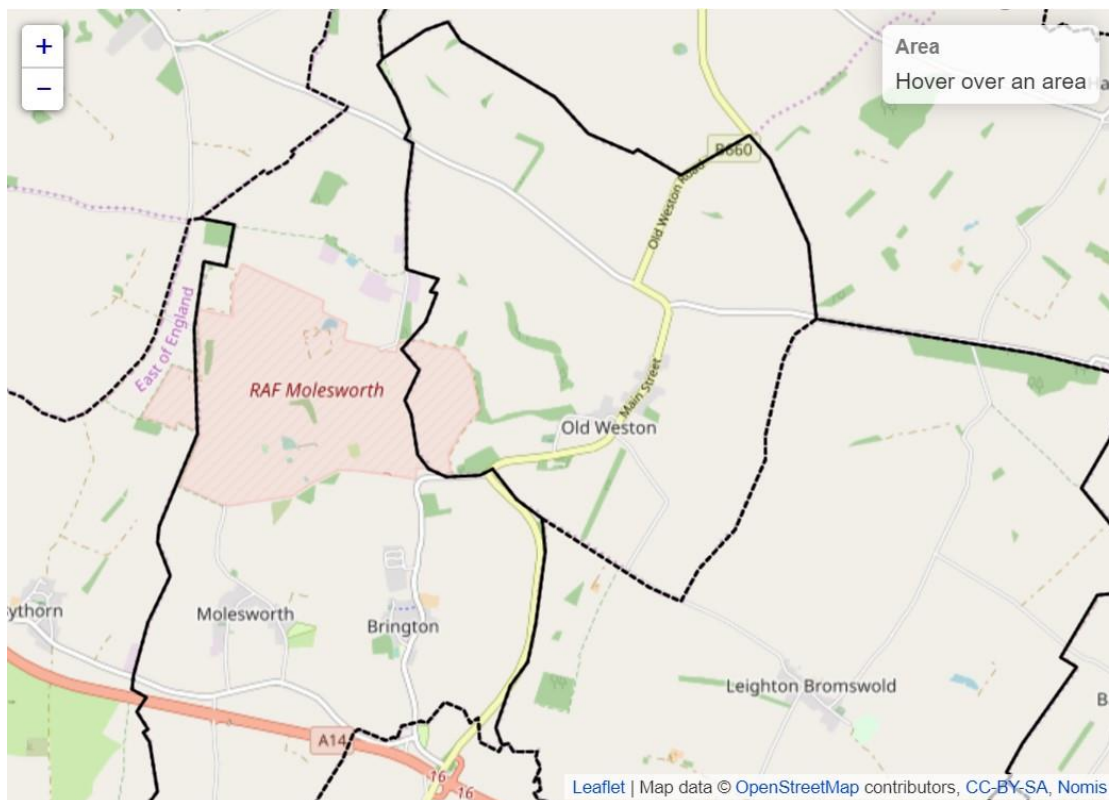 +
−
Area
Hover over an area
B660
Old Weston Road
East of England
RAF Molesworth
Main Street
Old Weston
ythorn
Molesworth
Brington
Leighton Bromswold
B
A14
16
16
Leaflet | Map data © OpenStreetMap contributors, CC-BY-SA, Nomis